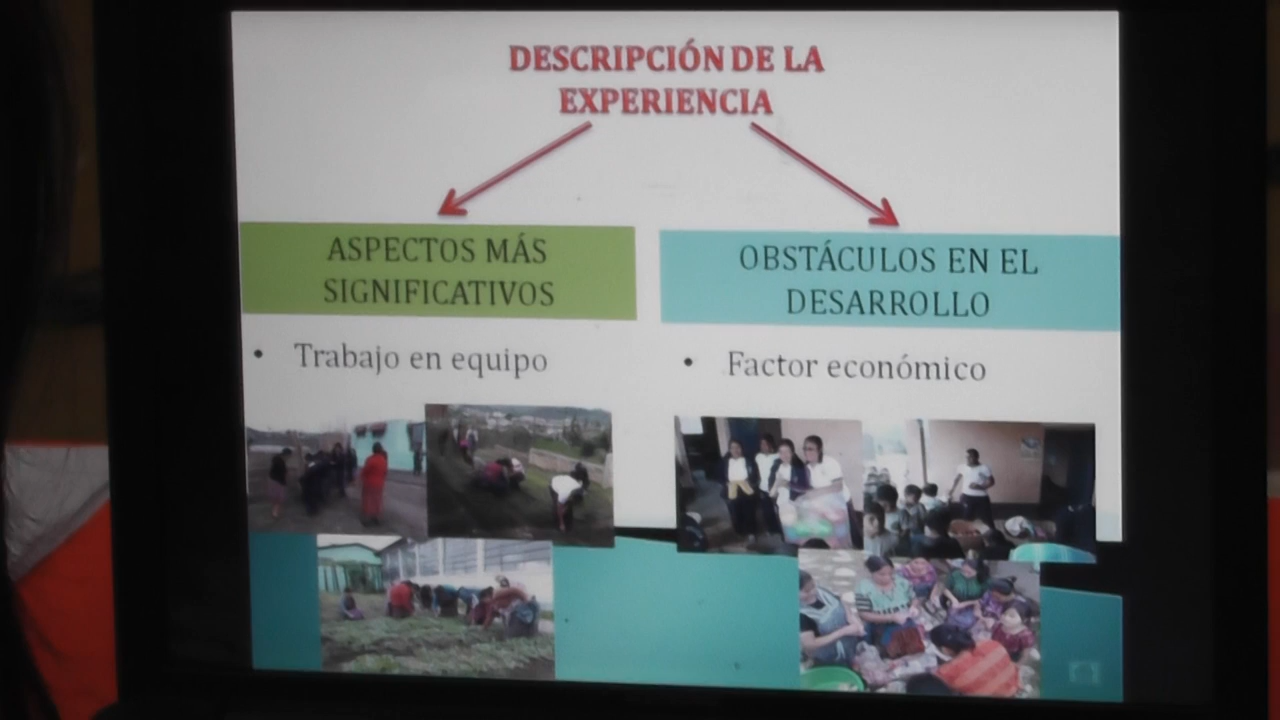 DESCRIPCIÓN DE LA
EXPERIENCIA
ASPECTOS MÁS
SIGNIFICATIVOS
• Trabajo en equipo
OBSTÁCULOS EN EL
DESARROLLO
• Factor económico